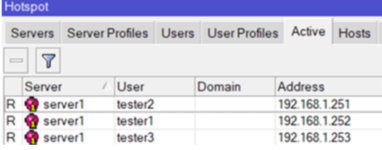 Hotspot
Servers Server Profiles Users User Profiles Active Hosts
Server User Domain Address
R server1 tester2 192.168.1.251
R server1 tester1 192.168.1.252
R server1 tester3 192.168.1.253